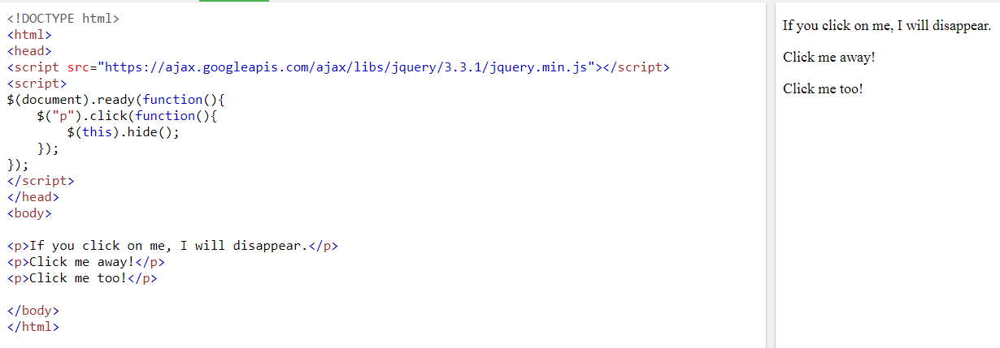 <!DOCTYPE html>
<html>
<head>
<script src="https://ajax.googleapis.com/ajax/libs/jquery/3.3.1/jquery.min.js"></script>
<script>
$(document).ready(function(){
    $("p").click(function(){
        $(this).hide();
    });
});
</script>
</head>
<body>

<p>If you click on me, I will disappear.</p>
<p>Click me away!</p>
<p>Click me too!</p>

</body>
</html>
If you click on me, I will disappear.
Click me away!
Click me too!